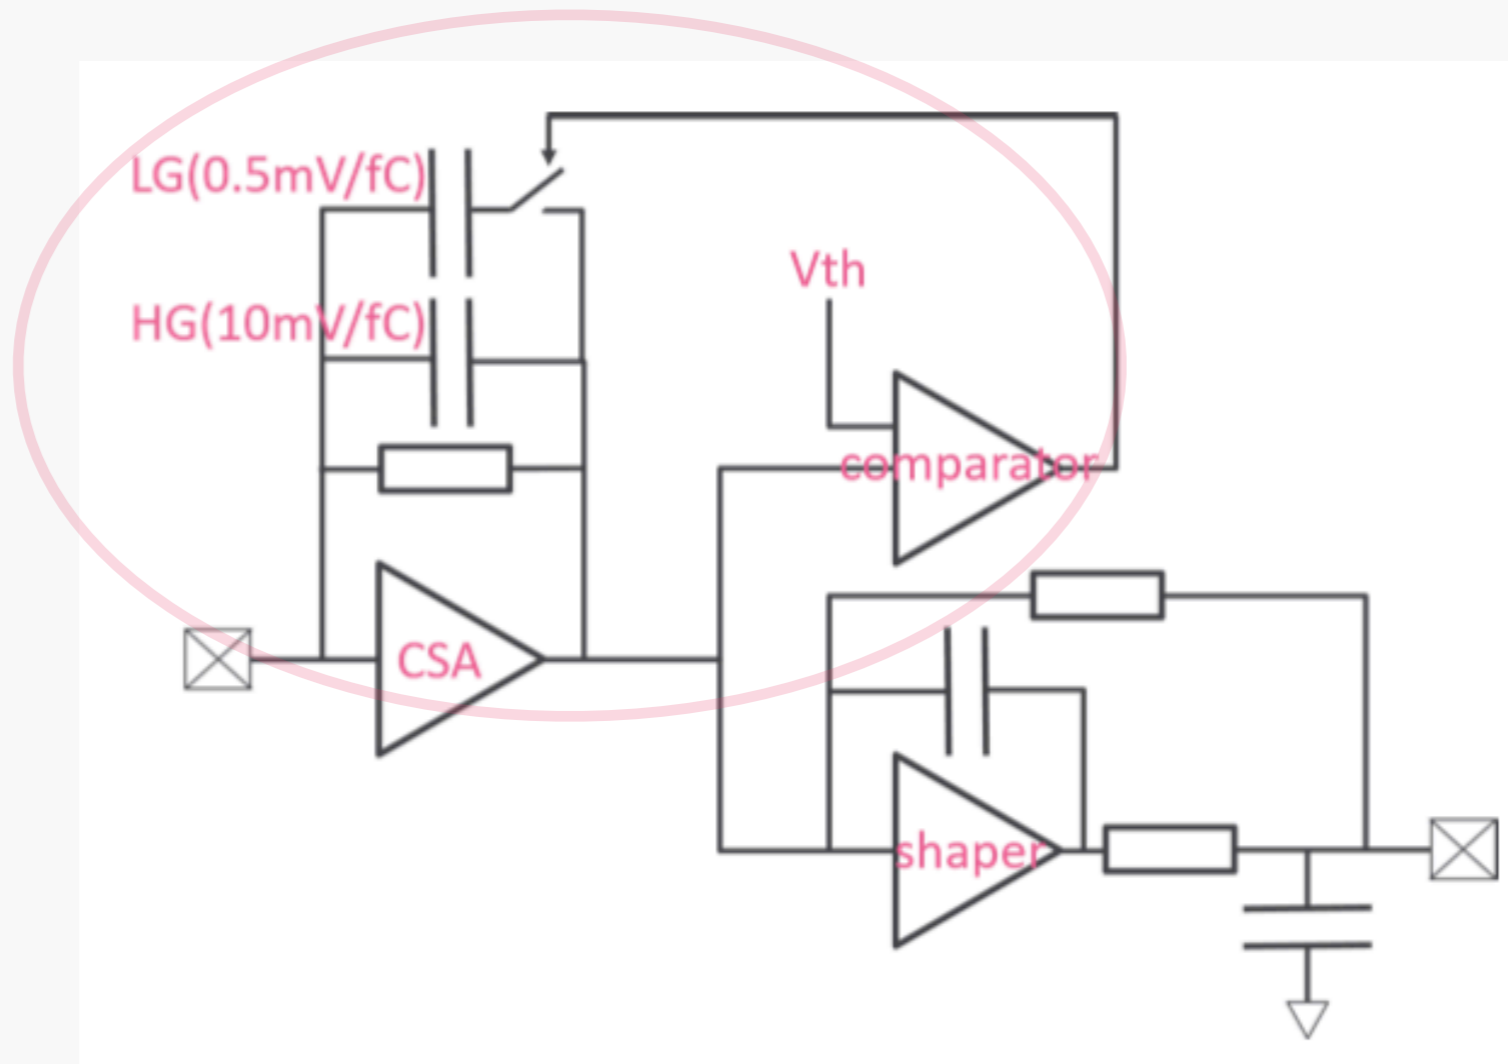 LG(0.5mV/fC)
Vth
HG(10mV/fC)
comparator
CSA
shaper